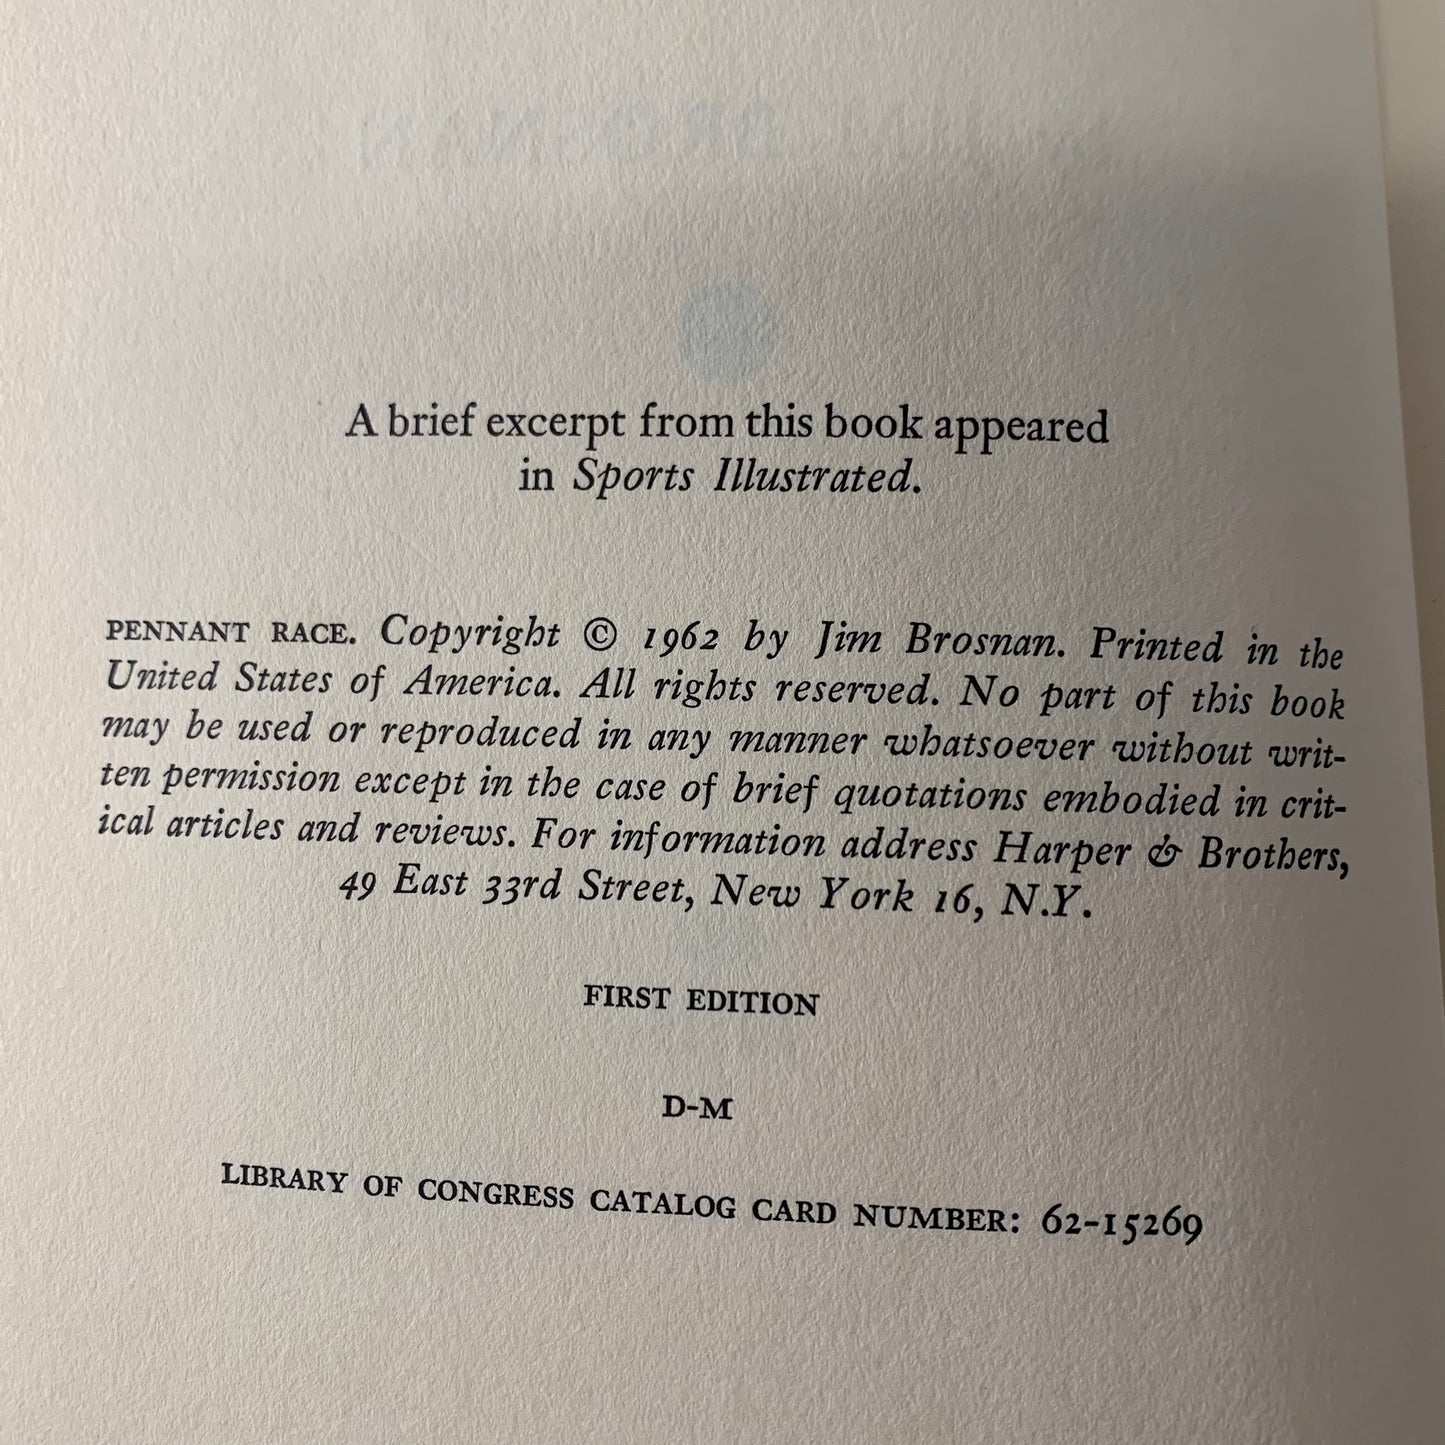 A brief excerpt from this book appeared
in Sports Illustrated.
PENNANT RACE. Copyright © 1962 by Jim Brosnan. Printed in the
United States of America. All rights reserved. No part of this book
may be used or reproduced in any manner whatsoever without writ-
ten permission except in the case of brief quotations embodied in crit-
ical articles and reviews. For information address Harper & Brothers,
49 East 33rd Street, New York 16, N.Y.
FIRST EDITION
D-M
LIBRARY OF CONGRESS CATALOG CARD NUMBER: 62-15269